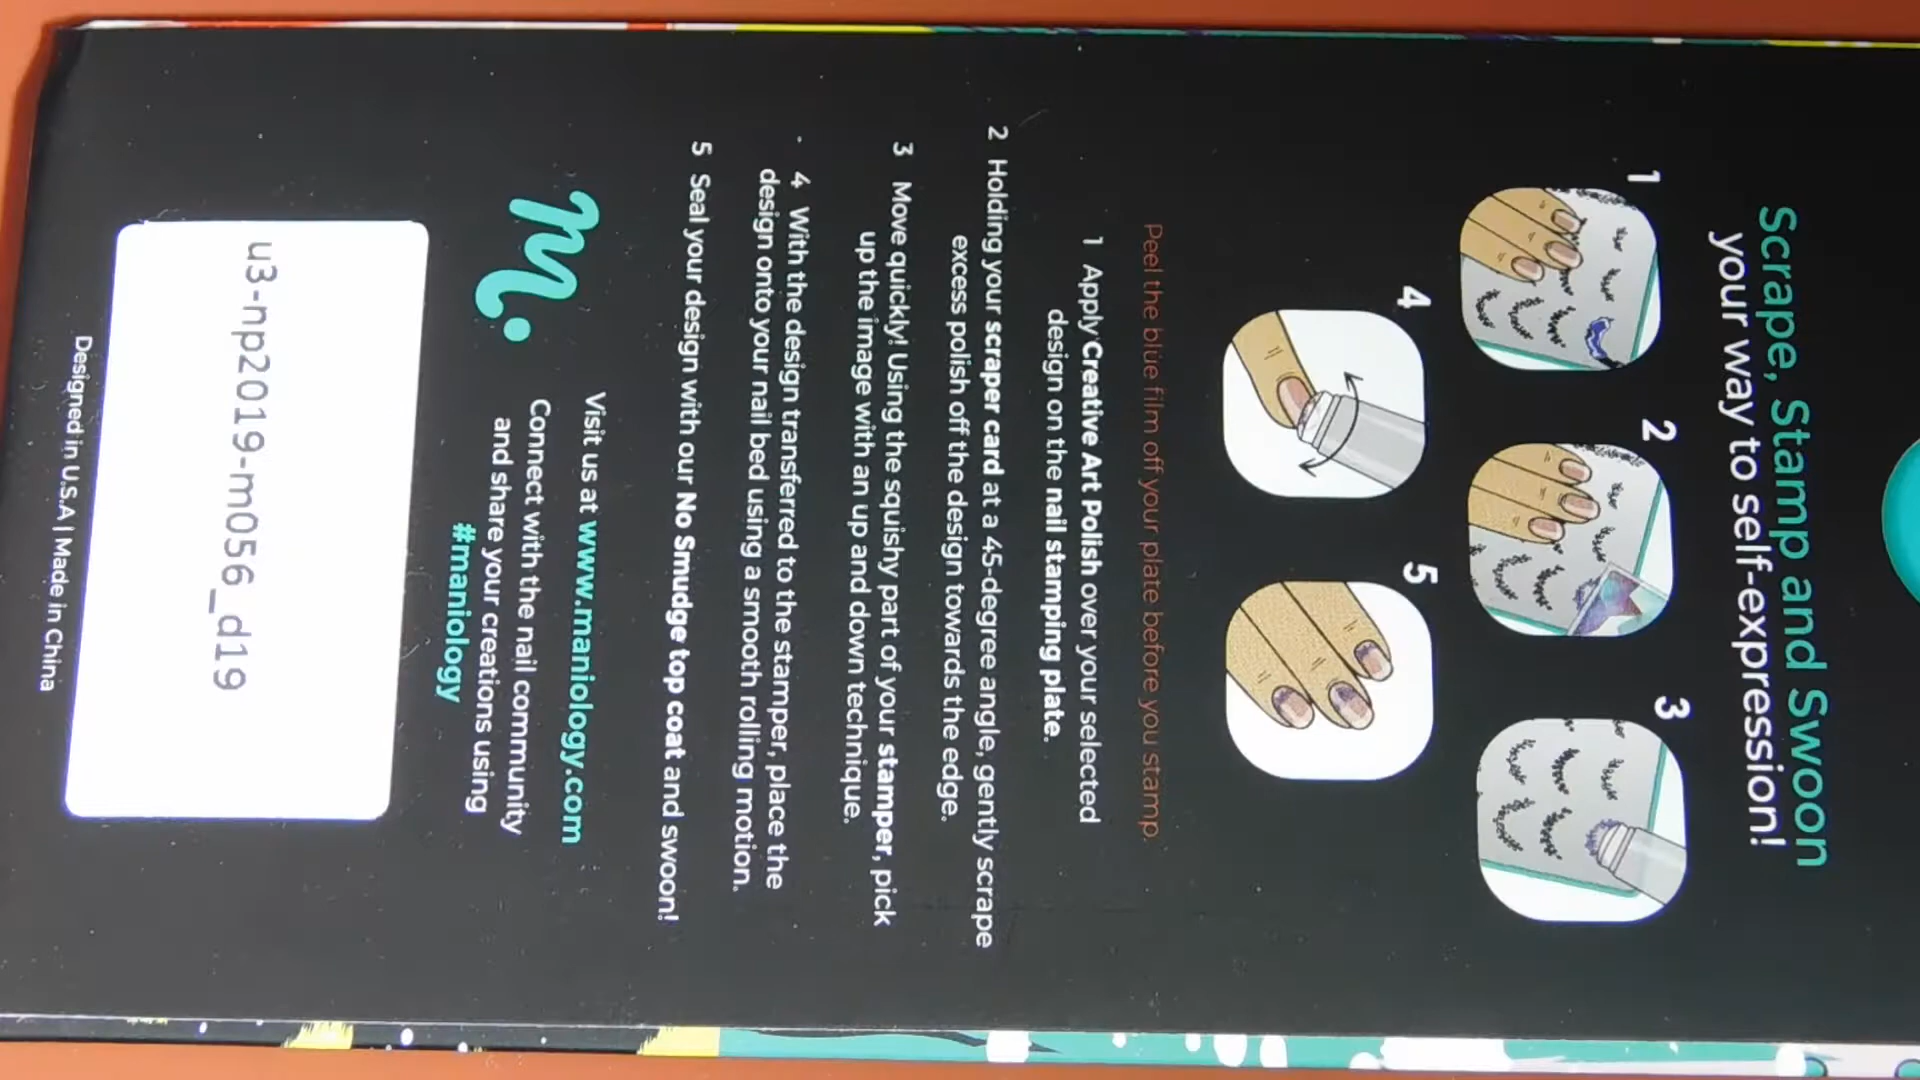 Scrape, Stamp and Swoon
your way to self-expression!
1
2
3
4
5
Peel the blue film off your plate before you stamp.
1 Apply Creative Art Polish over your selected
design on the nail stamping plate.
2 Holding your scraper card at a 45-degree angle, gently scrape
excess polish off the design towards the edge.
3 Move quickly! Using the squishy part of your stamper, pick
up the image with an up and down technique.
4 With the design transferred to the stamper, place the
design onto your nail bed using a smooth rolling motion.
5 Seal your design with our No Smudge top coat and swoon!
m.
Visit us at www.maniology.com
Connect with the nail community
and share your creations using
#maniology
u3-np2019-m056_d19
Designed in U.S.A | Made in China